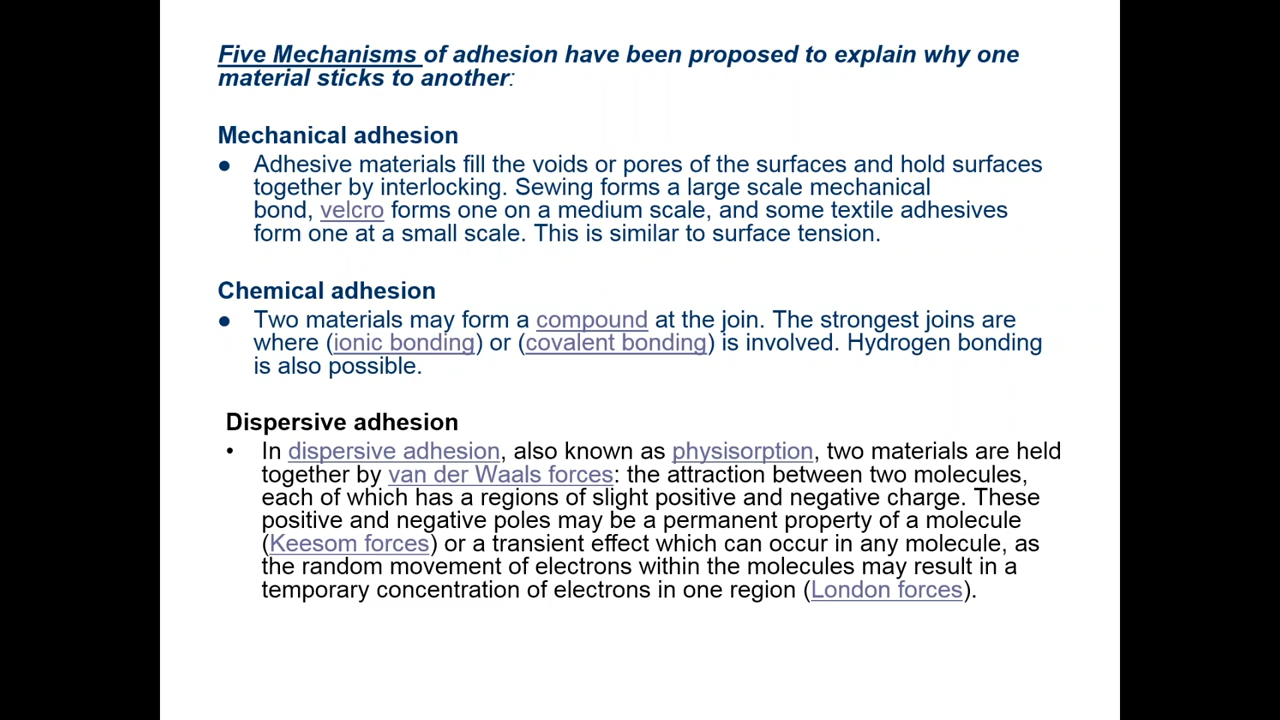 Five Mechanisms of adhesion have been proposed to explain why one
material sticks to another:
Mechanical adhesion
● Adhesive materials fill the voids or pores of the surfaces and hold surfaces
together by interlocking. Sewing forms a large scale mechanical
bond, velcro forms one on a medium scale, and some textile adhesives
form one at a small scale. This is similar to surface tension.
Chemical adhesion
● Two materials may form a compound at the join. The strongest joins are
where (ionic bonding) or (covalent bonding) is involved. Hydrogen bonding
is also possible.
Dispersive adhesion
• In dispersive adhesion, also known as physisorption, two materials are held
together by van der Waals forces: the attraction between two molecules,
each of which has a regions of slight positive and negative charge. These
positive and negative poles may be a permanent property of a molecule
(Keesom forces) or a transient effect which can occur in any molecule, as
the random movement of electrons within the molecules may result in a
temporary concentration of electrons in one region (London forces).